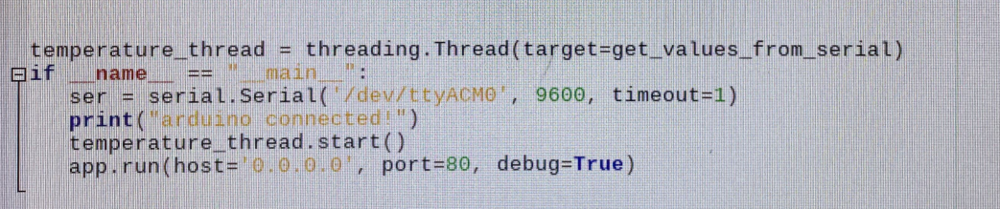 temperature_thread = threading.Thread(target=get_values_from_serial)
if __name__ == "__main__":
ser = serial.Serial('/dev/ttyACM0', 9600, timeout=1)
print("arduino connected!")
temperature_thread.start()
app.run(host='0.0.0.0', port=80, debug=True)